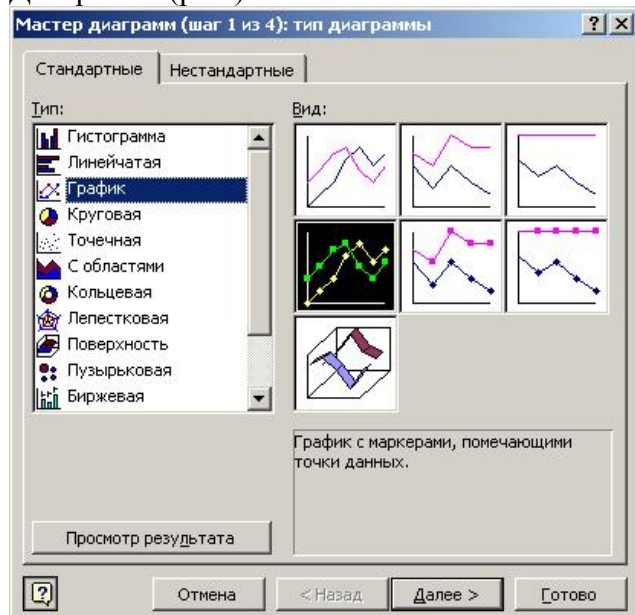 Мастер диаграмм (шаг 1 из 4): тип диаграммы
Стандартные
Нестандартные
Тип:
Вид:
Гистограмма
Линейчатая
График
Круговая
Точечная
С областями
Кольцевая
Лепестковая
Поверхность
Пузырьковая
Биржевая
График с маркерами, помечающими
точки данных.
Просмотр результата
Отмена
< Назад
Далее >
Готово